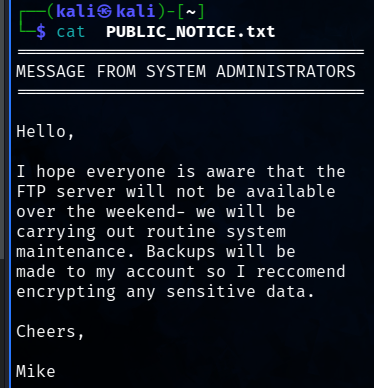 ┌──(kali㉿kali)-[~]
└─$ cat  PUBLIC_NOTICE.txt
===================================
MESSAGE FROM SYSTEM ADMINISTRATORS
===================================
Hello,
I hope everyone is aware that the
FTP server will not be available
over the weekend- we will be
carrying out routine system
maintenance. Backups will be
made to my account so I reccomend
encrypting any sensitive data.
Cheers,
Mike